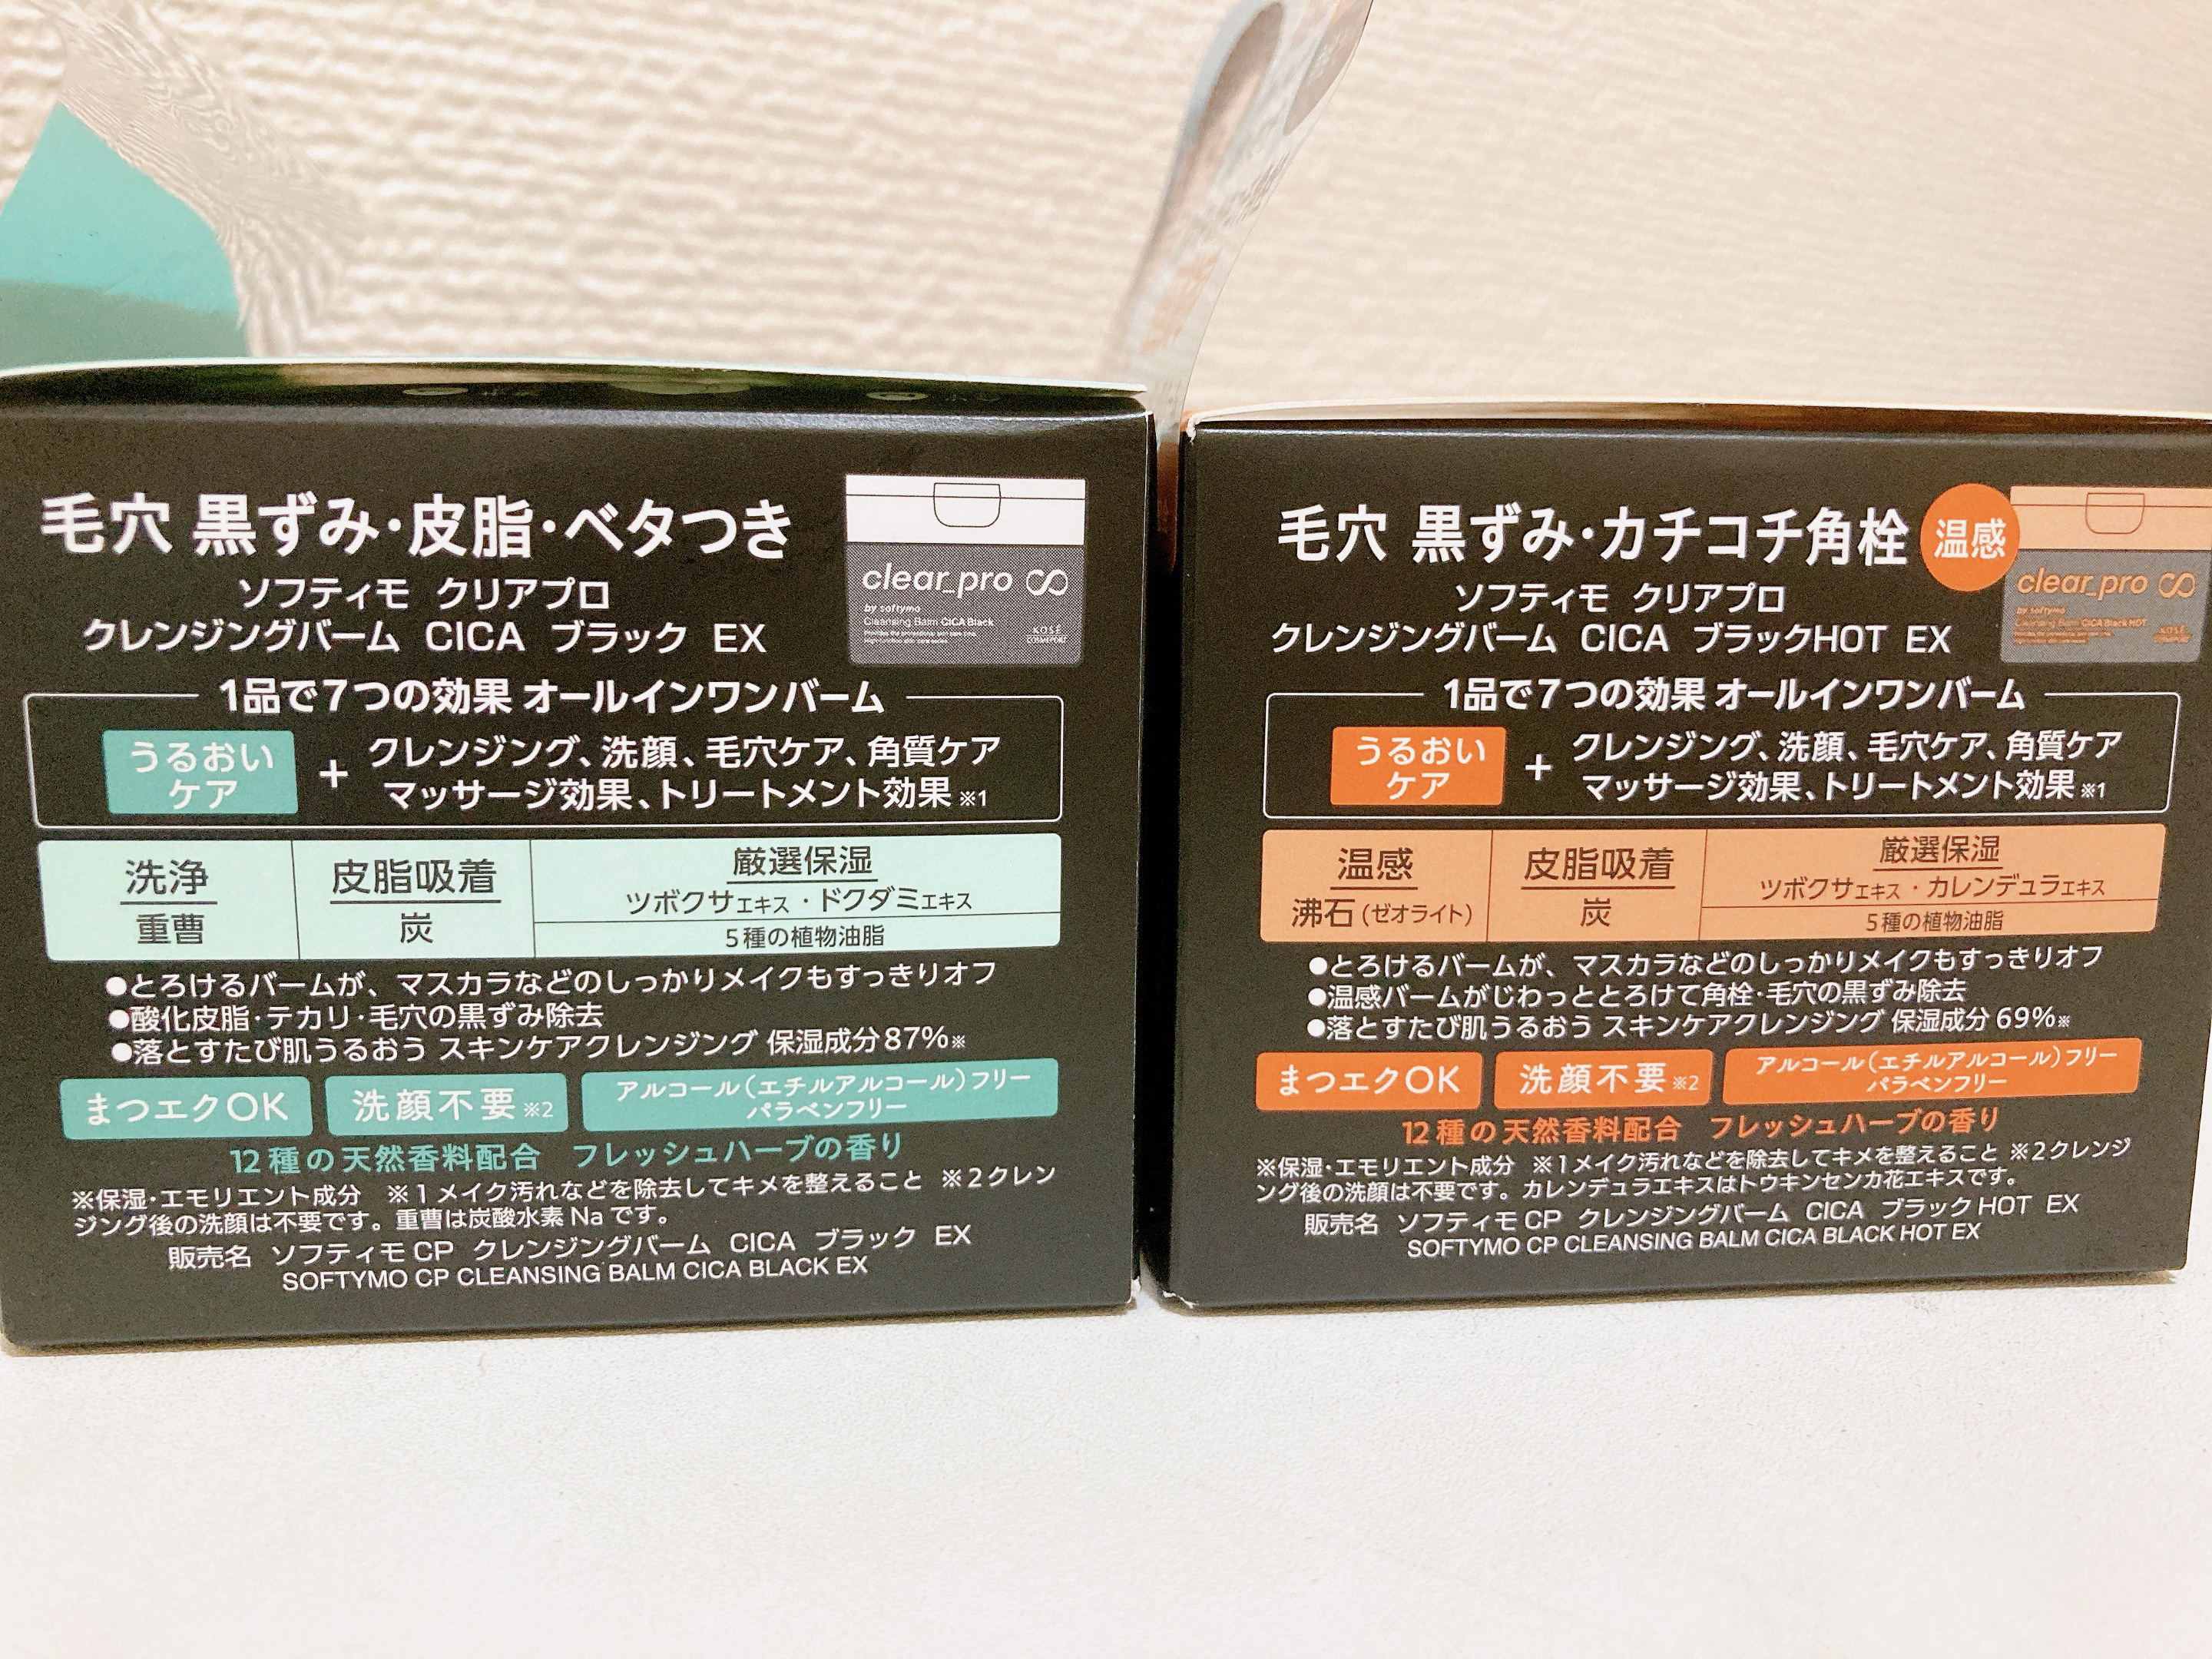 毛穴 黒ずみ・皮脂・ベタつき
ソフティモ クリアプロ
クレンジングバーム CICA ブラック EX
clear_pro
by softymo
Cleansing Balm CICA Black
KOSÉ
COSMEPORT
1品で7つの効果 オールインワンバーム
うるおい
ケア
+
クレンジング、洗顔、毛穴ケア、角質ケア
マッサージ効果、トリートメント効果※1
洗浄
重曹
皮脂吸着
炭
厳選保湿
ツボクサエキス・ドクダミエキス
5種の植物油脂
●とろけるバームが、マスカラなどのしっかりメイクもすっきりオフ
●酸化皮脂・テカリ・毛穴の黒ずみ除去
●落とすたび肌うるおう スキンケアクレンジング 保湿成分87%※
まつエクOK
洗顔不要※2
アルコール(エチルアルコール)フリー
パラベンフリー
12種の天然香料配合 フレッシュハーブの香り
※保湿・エモリエント成分 ※1メイク汚れなどを除去してキメを整えること ※2クレン
ジング後の洗顔は不要です。重曹は炭酸水素Naです。
販売名 ソフティモCP クレンジングバーム CICA ブラック EX
SOFTYMO CP CLEANSING BALM CICA BLACK EX
毛穴 黒ずみ・カチコチ角栓
温感
ソフティモ クリアプロ
クレンジングバーム CICA ブラックHOT EX
clear_pro
by softymo
Cleansing Balm CICA Black HOT
KOSÉ
COSMEPORT
1品で7つの効果 オールインワンバーム
うるおい
ケア
+
クレンジング、洗顔、毛穴ケア、角質ケア
マッサージ効果、トリートメント効果※1
温感
沸石(ゼオライト)
皮脂吸着
炭
厳選保湿
ツボクサエキス・カレンデュラエキス
5種の植物油脂
●とろけるバームが、マスカラなどのしっかりメイクもすっきりオフ
●温感バームがじわっととろけて角栓・毛穴の黒ずみ除去
●落とすたび肌うるおう スキンケアクレンジング 保湿成分69%※
まつエクOK
洗顔不要※2
アルコール(エチルアルコール)フリー
パラベンフリー
12種の天然香料配合 フレッシュハーブの香り
※保湿・エモリエント成分 ※1メイク汚れなどを除去してキメを整えること ※2クレンジ
ング後の洗顔は不要です。カレンデュラエキスはトウキンセンカ花エキスです。
販売名 ソフティモCP クレンジングバーム CICA ブラックHOT EX
SOFTYMO CP CLEANSING BALM CICA BLACK HOT EX